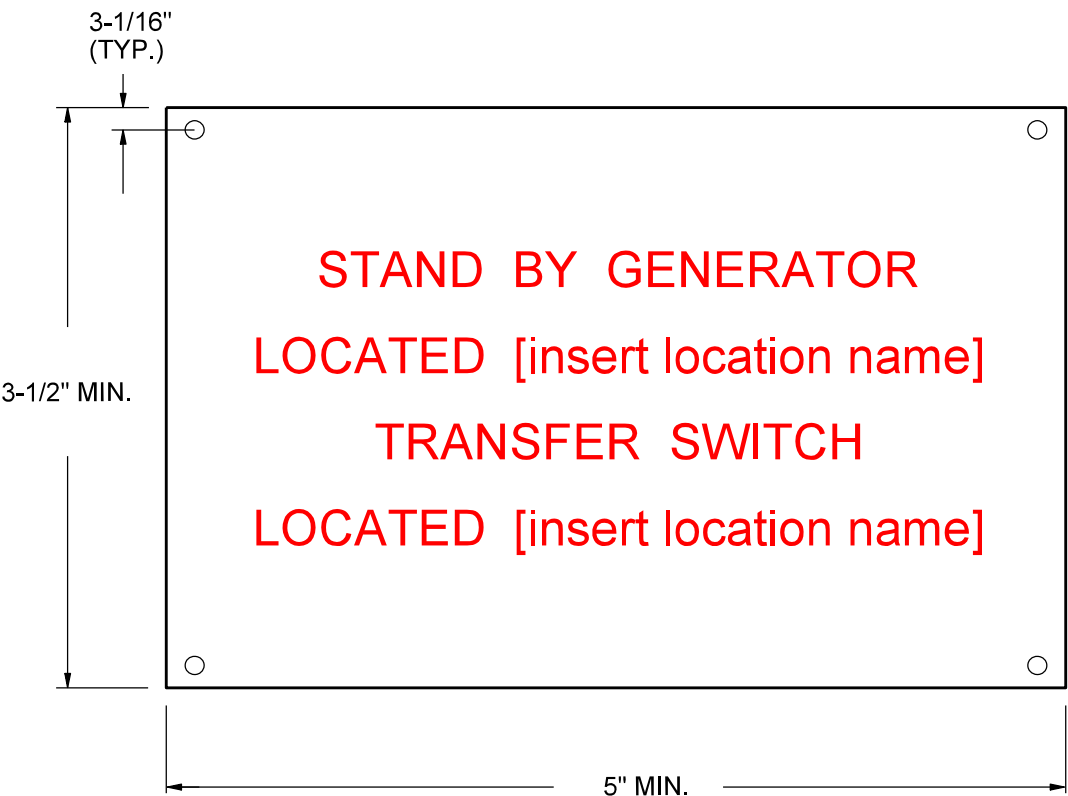 3-1/16"
(TYP.)
STAND BY GENERATOR
LOCATED [insert location name]
3-1/2" MIN.
TRANSFER SWITCH
LOCATED [insert location name]
5" MIN.